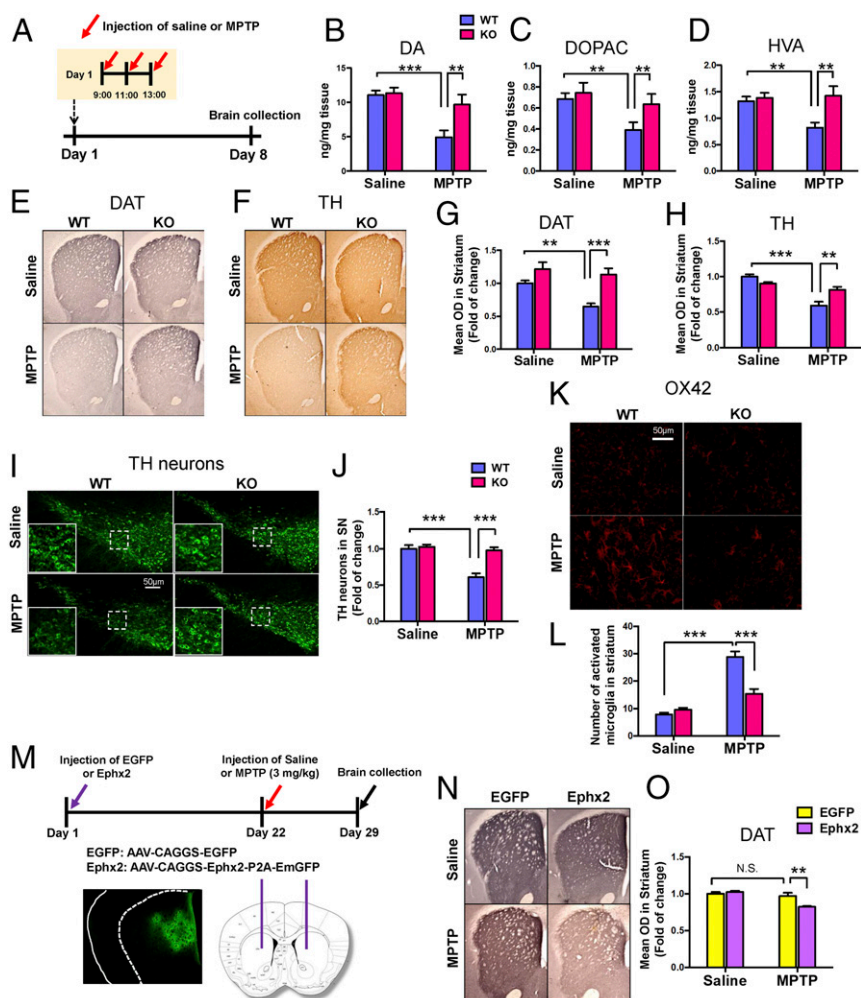 A
Injection of saline or MPTP
Day 1
9:00 11:00 13:00
Brain collection
Day 1
Day 8
B
WT
KO
DA
***
**
ng/mg tissue
15
10
5
0
Saline
MPTP
C
DOPAC
**
**
ng/mg tissue
1.0
0.8
0.6
0.4
0.2
0
Saline
MPTP
D
HVA
**
**
ng/mg tissue
2.0
1.5
1.0
0.5
0
Saline
MPTP
E
DAT
WT
KO
Saline
MPTP
F
TH
WT
KO
Saline
MPTP
G
DAT
**
***
Mean OD in Striatum
(Fold of change)
1.5
1.0
0.5
0
Saline
MPTP
H
TH
***
**
Mean OD in Striatum
(Fold of change)
1.5
1.0
0.5
0
Saline
MPTP
I
TH neurons
WT
KO
Saline
50μm
MPTP
J
WT
KO
***
***
TH neurons in SN
(Fold of change)
1.5
1.0
0.5
0
Saline
MPTP
K
OX42
WT
KO
50μm
Saline
MPTP
L
***
***
Number of activated
microglia in striatum
40
30
20
10
0
Saline
MPTP
M
Injection of EGFP
or Ephx2
Injection of Saline
or MPTP (3 mg/kg)
Brain collection
Day 1
Day 22
Day 29
EGFP: AAV-CAGGS-EGFP
Ephx2: AAV-CAGGS-Ephx2-P2A-EmGFP
N
EGFP
Ephx2
Saline
MPTP
O
EGFP
Ephx2
DAT
N.S.
**
Mean OD in Striatum
(Fold of change)
1.5
1.0
0.5
0
Saline
MPTP